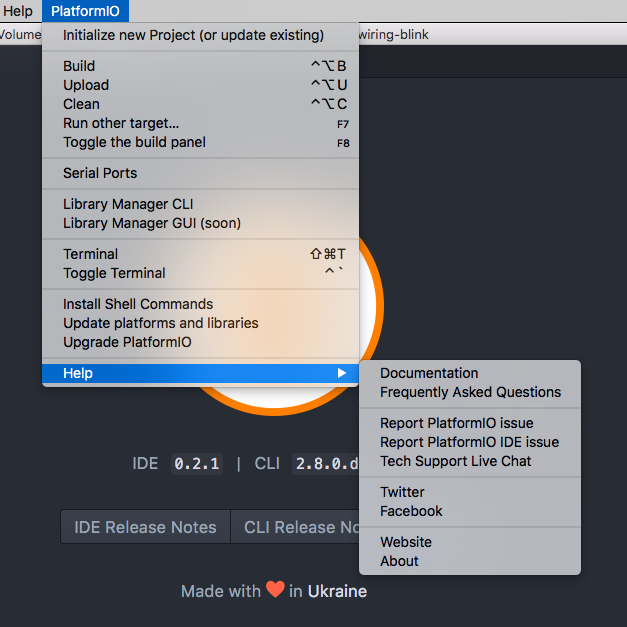 Help PlatformIO
Volume
wiring-blink
Initialize new Project (or update existing)
Build ^⌥B
Upload ^⌥U
Clean ^⌥C
Run other target... F7
Toggle the build panel F8
Serial Ports
Library Manager CLI
Library Manager GUI (soon)
Terminal ⇧⌘T
Toggle Terminal ^`
Install Shell Commands
Update platforms and libraries
Upgrade PlatformIO
Help ▶
Documentation
Frequently Asked Questions
Report PlatformIO issue
Report PlatformIO IDE issue
Tech Support Live Chat
Twitter
Facebook
Website
About
IDE 0.2.1 | CLI 2.8.0.d
IDE Release Notes CLI Release No
Made with ❤ in Ukraine